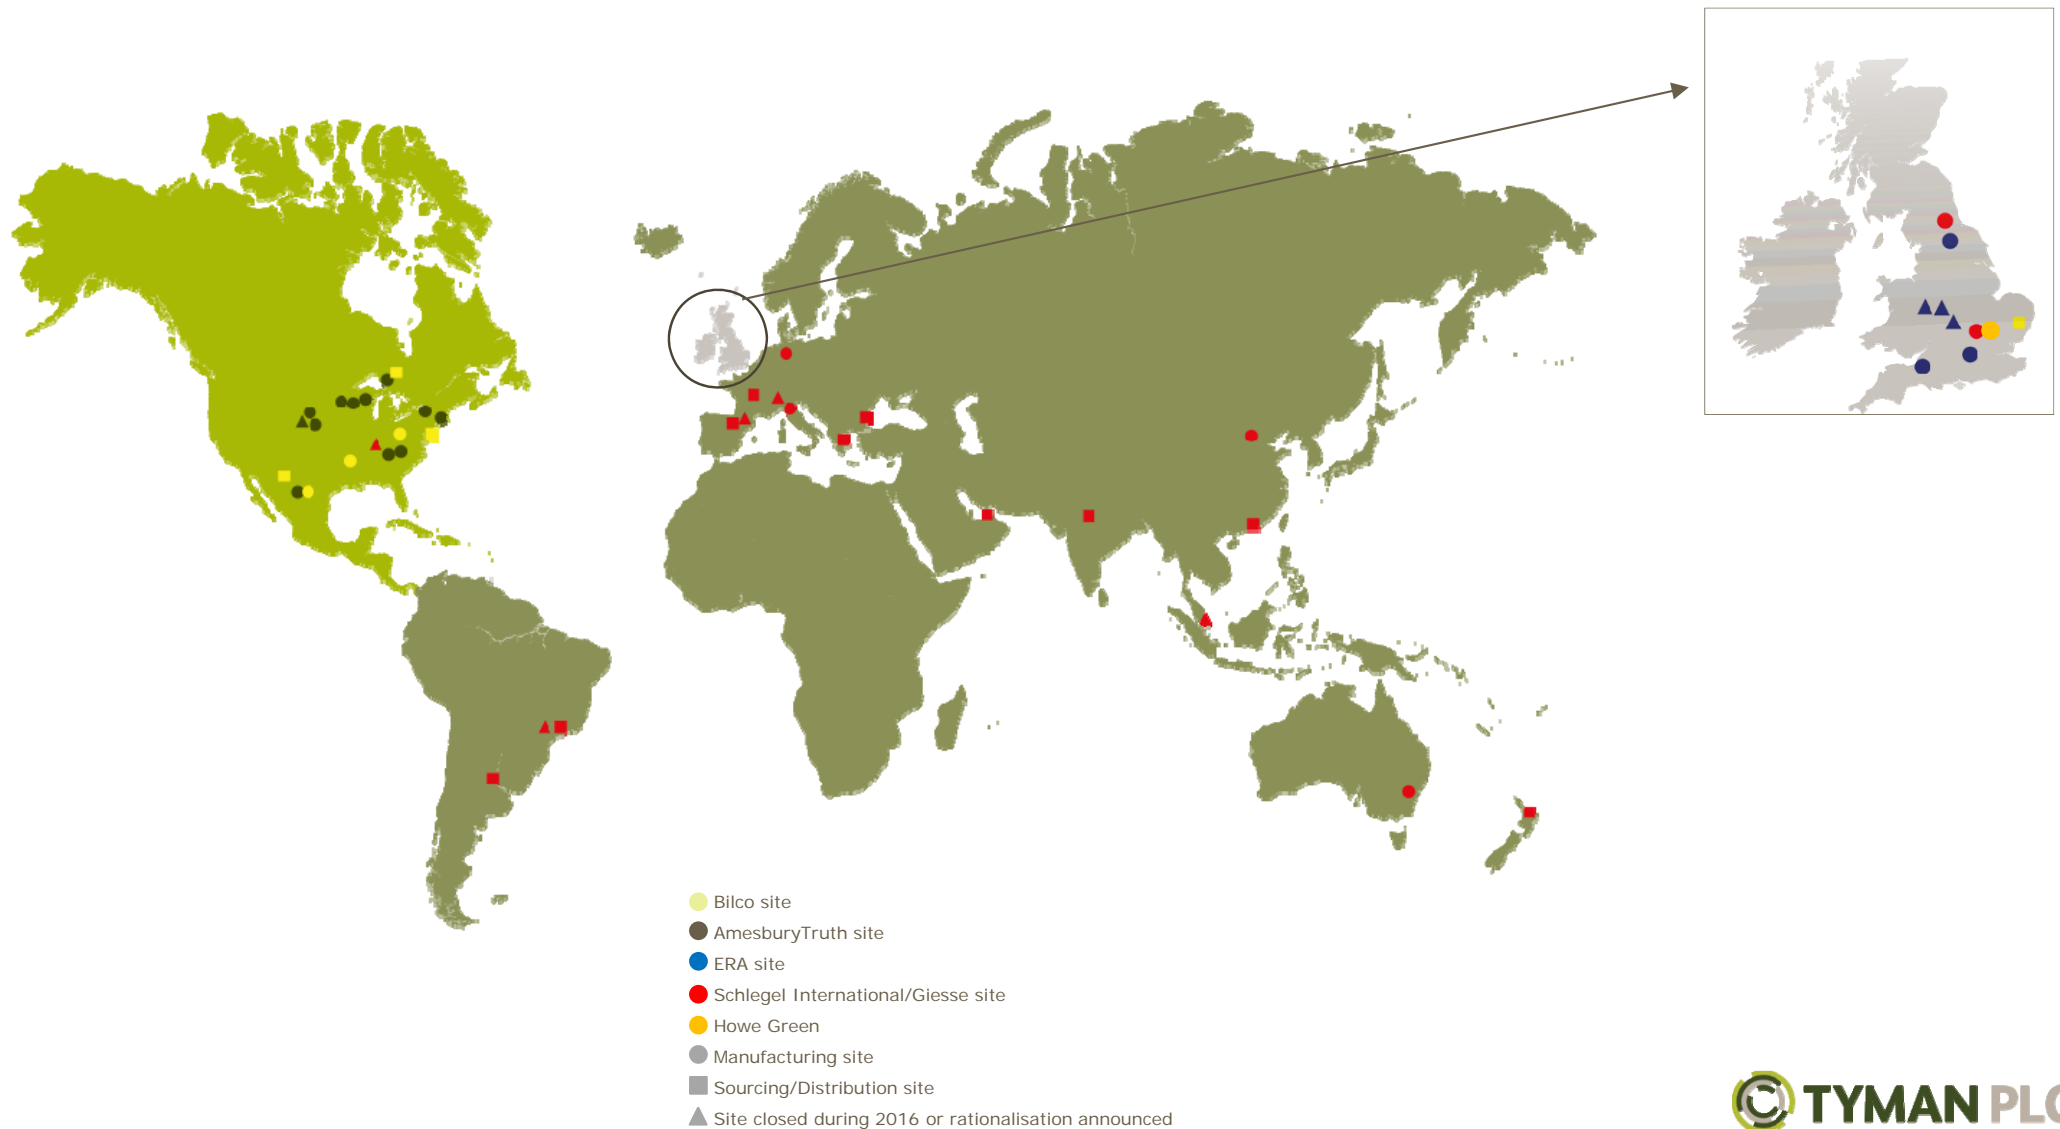 Bilco site
AmesburyTruth site
ERA site
Schlegel International/Giesse site
Howe Green
Manufacturing site
Sourcing/Distribution site
Site closed during 2016 or rationalisation announced
TYMAN PLC